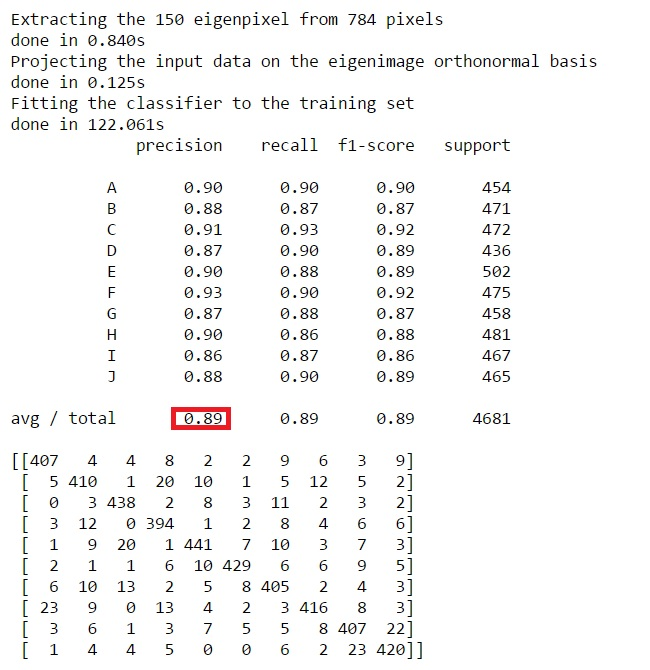 Extracting the 150 eigenpixel from 784 pixels
done in 0.840s
Projecting the input data on the eigenimage orthonormal basis
done in 0.125s
Fitting the classifier to the training set
done in 122.061s
precision recall f1-score support
A 0.90 0.90 0.90 454
B 0.88 0.87 0.87 471
C 0.91 0.93 0.92 472
D 0.87 0.90 0.89 436
E 0.90 0.88 0.89 502
F 0.93 0.90 0.92 475
G 0.87 0.88 0.87 458
H 0.90 0.86 0.88 481
I 0.86 0.87 0.86 467
J 0.88 0.90 0.89 465
avg / total 0.89 0.89 0.89 4681
[[407 4 4 8 2 2 9 6 3 9]
[ 5 410 1 20 10 1 5 12 5 2]
[ 0 3 438 2 8 3 11 2 3 2]
[ 3 12 0 394 1 2 8 4 6 6]
[ 1 9 20 1 441 7 10 3 7 3]
[ 2 1 1 6 10 429 6 6 9 5]
[ 6 10 13 2 5 8 405 2 4 3]
[ 23 9 0 13 4 2 3 416 8 3]
[ 3 6 1 3 7 5 5 8 407 22]
[ 1 4 4 5 0 0 6 2 23 420]]